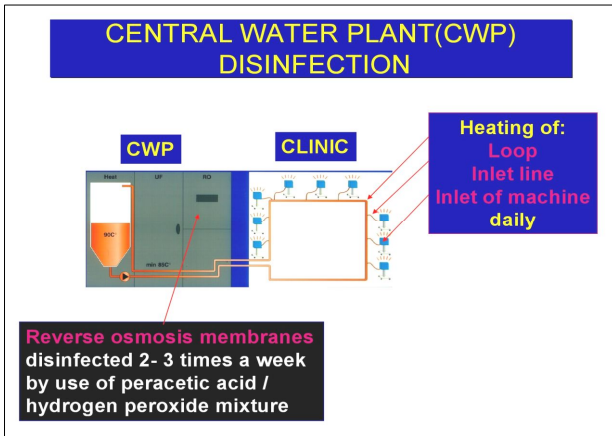 CENTRAL WATER PLANT(CWP)
DISINFECTION
CWP
CLINIC
Heating of:
Loop
Inlet line
Inlet of machine
daily
Heat
UF
RO
90C°
min 80C°
Reverse osmosis membranes
disinfected 2- 3 times a week
by use of peracetic acid /
hydrogen peroxide mixture